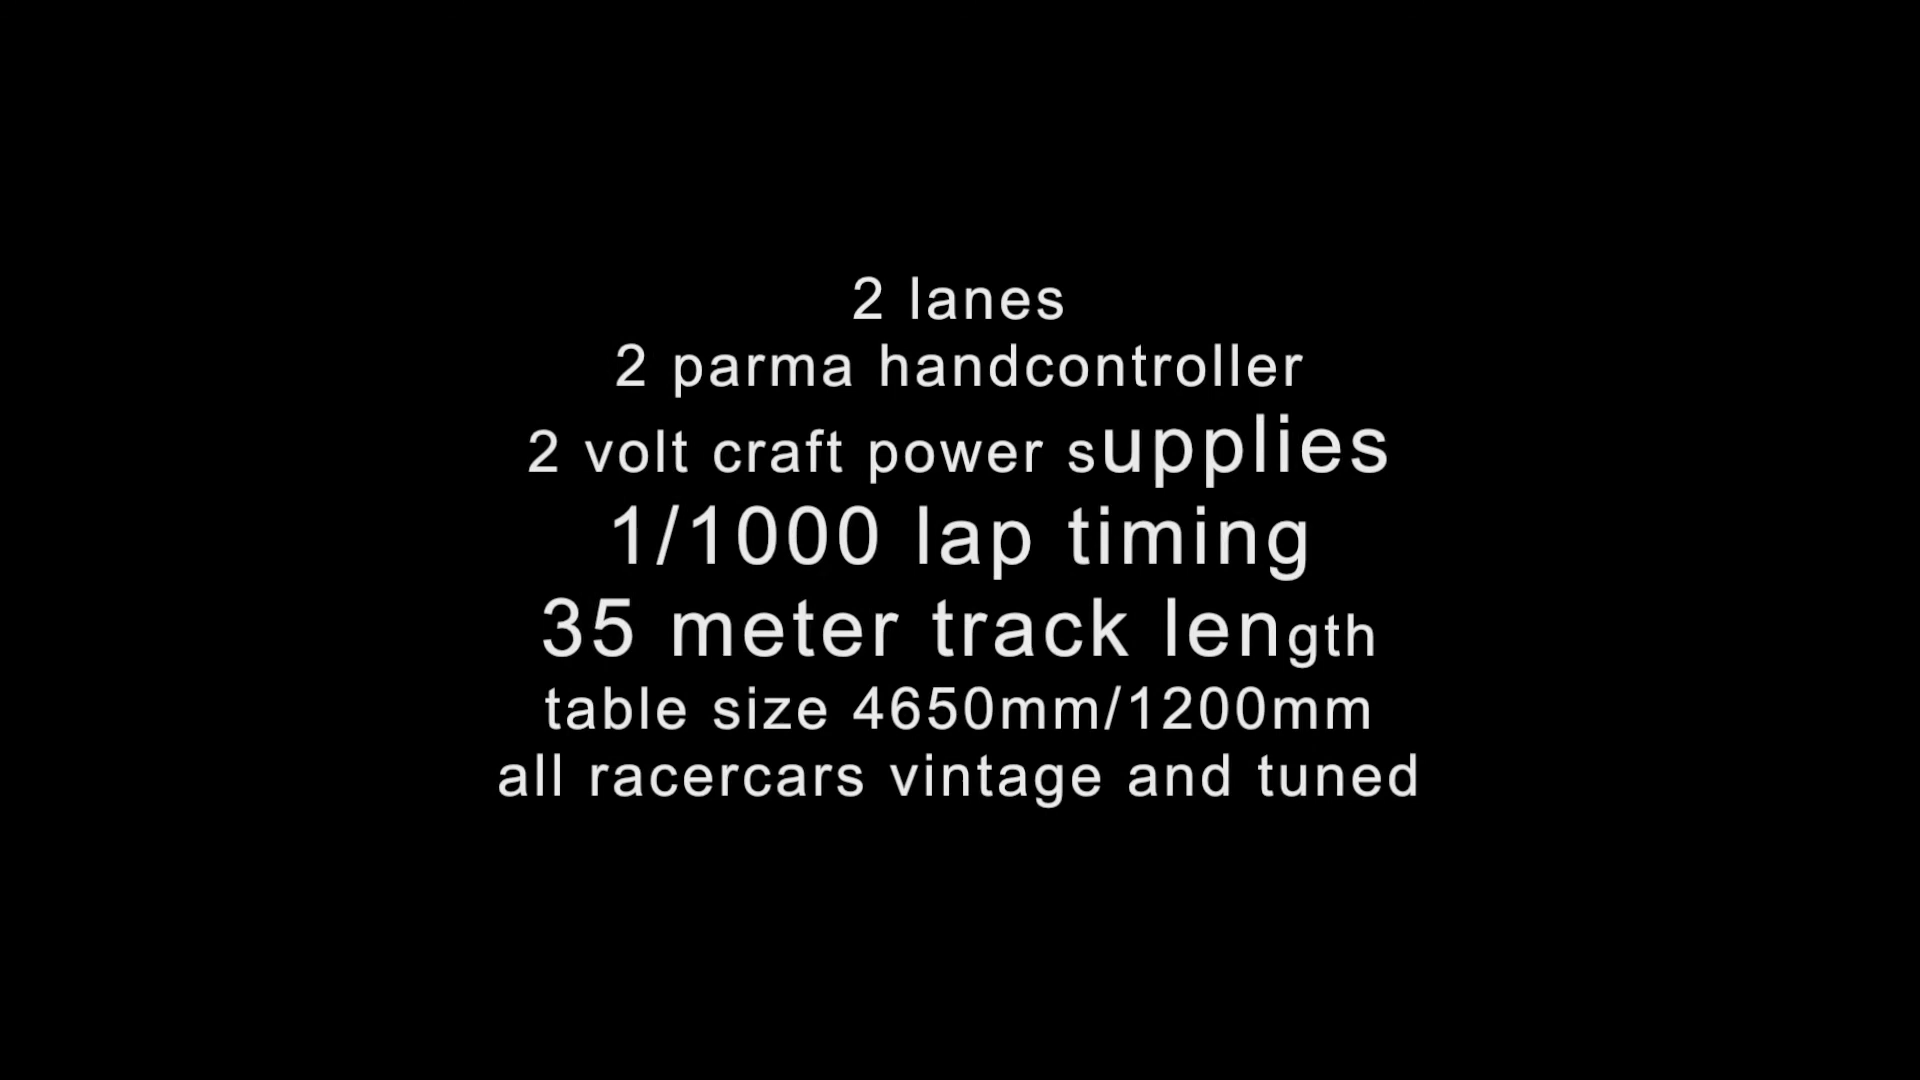 2 lanes
2 parma handcontroller
2 volt craft power supplies
1/1000 lap timing
35 meter track length
table size 4650mm/1200mm
all racercars vintage and tuned